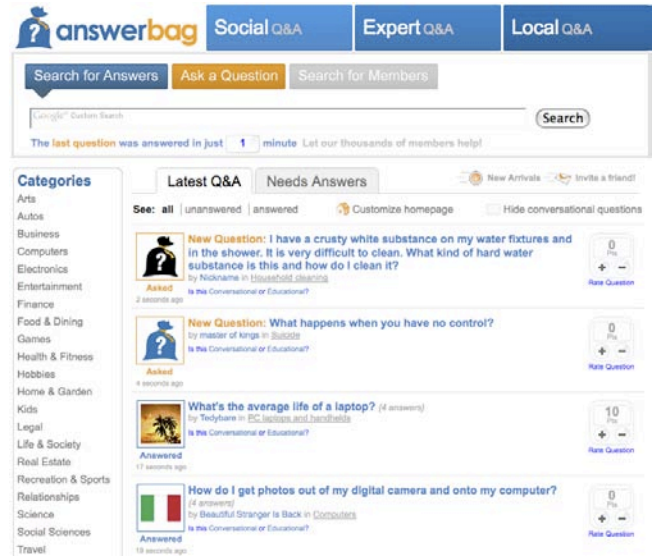 answerbag
Social Q&A
Expert Q&A
Local Q&A
Search for Answers
Ask a Question
Search for Members
Google™ Custom Search
Search
The last question was answered in just 1 minute Let our thousands of members help!
Categories
Arts
Autos
Business
Computers
Electronics
Entertainment
Finance
Food & Dining
Games
Health & Fitness
Hobbies
Home & Garden
Kids
Legal
Life & Society
Real Estate
Recreation & Sports
Relationships
Science
Social Sciences
Travel
Latest Q&A
Needs Answers
New Arrivals
Invite a friend!
See: all | unanswered | answered
Customize homepage
Hide conversational questions
New Question: I have a crusty white substance on my water fixtures and
in the shower. It is very difficult to clean. What kind of hard water
substance is this and how do I clean it?
by Nickname in Household cleaning
Is this Conversational or Educational?
Asked
2 seconds ago
0
Pts
+ −
Rate Question
New Question: What happens when you have no control?
by master of kings in Suicide
Is this Conversational or Educational?
Asked
4 seconds ago
0
Pts
+ −
Rate Question
What's the average life of a laptop? (4 answers)
by Tedybare in PC laptops and handhelds
Is this Conversational or Educational?
Answered
17 seconds ago
10
Pts
+ −
Rate Question
How do I get photos out of my digital camera and onto my computer?
(4 answers)
by Beautiful Stranger Is Back in Computers
Is this Conversational or Educational?
Answered
19 seconds ago
0
Pts
+ −
Rate Question